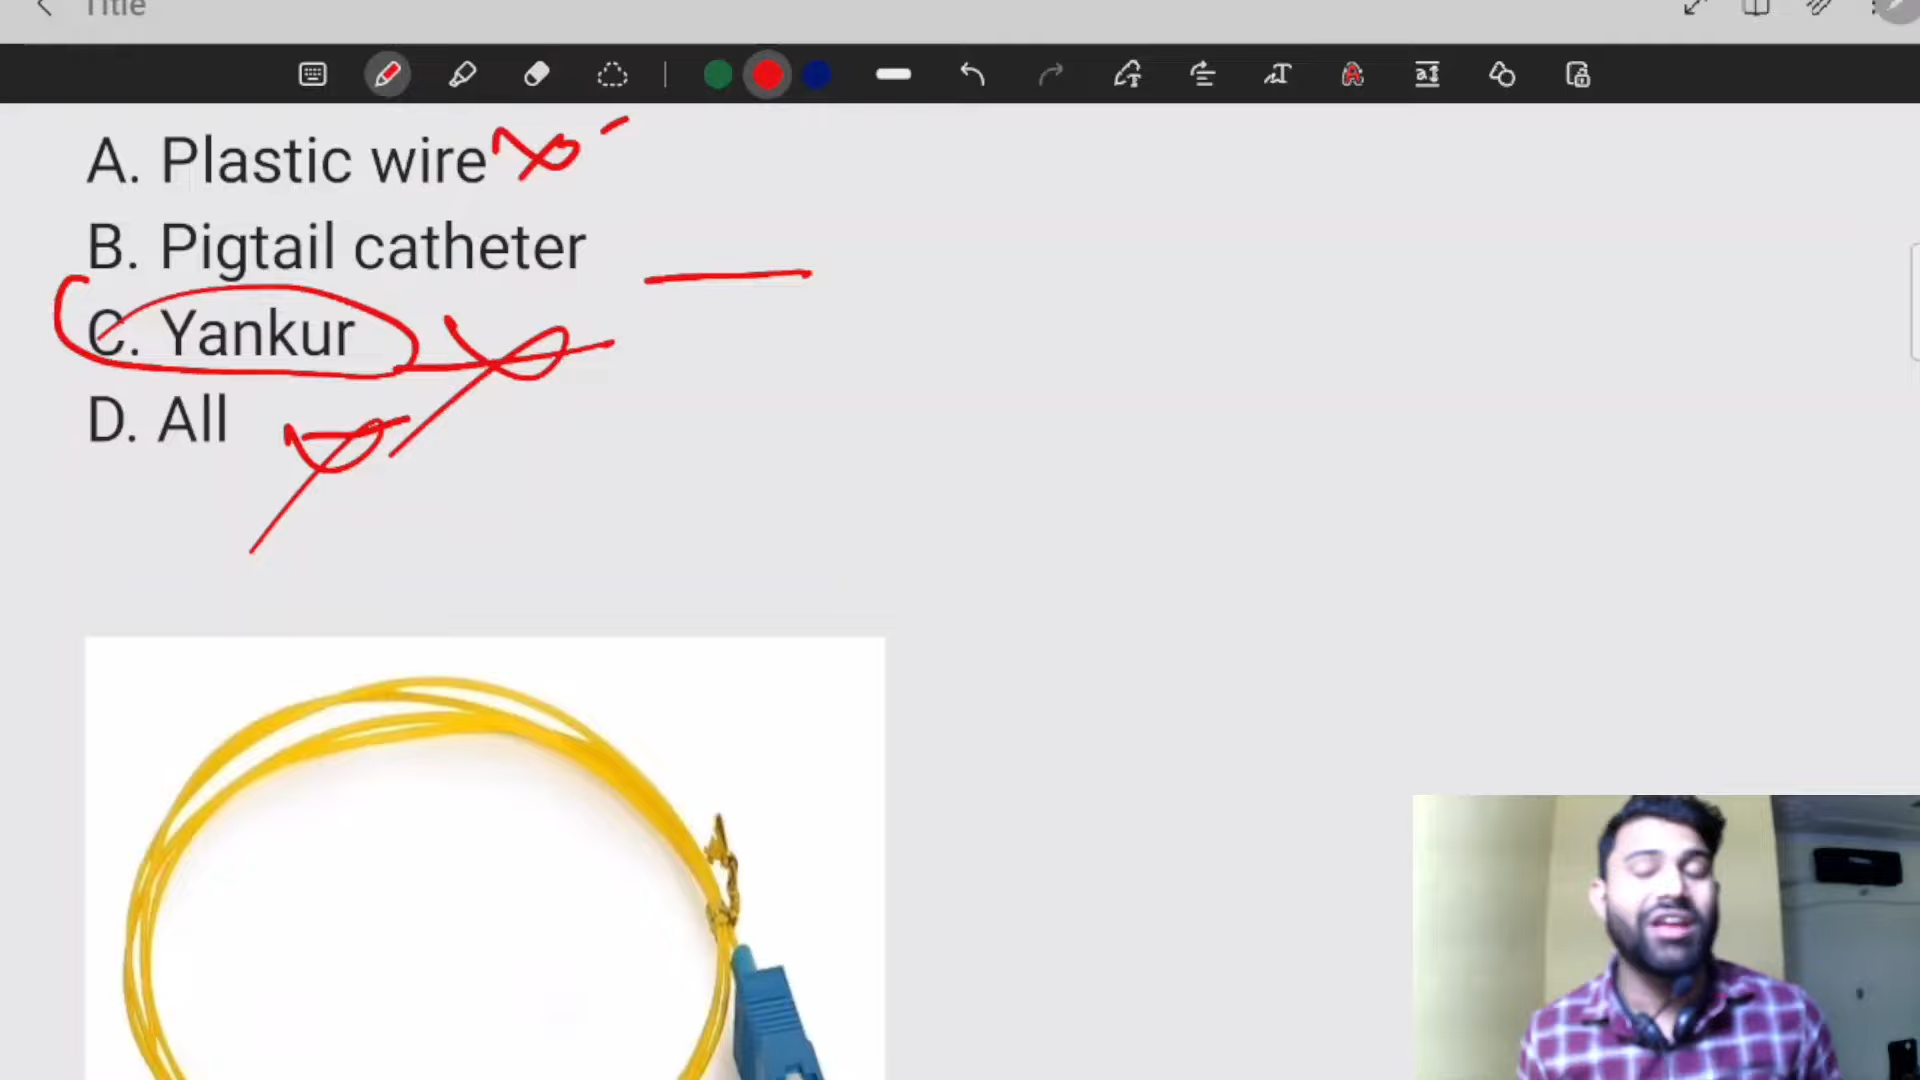 Title
A. Plastic wire
B. Pigtail catheter
C. Yankur
D. All